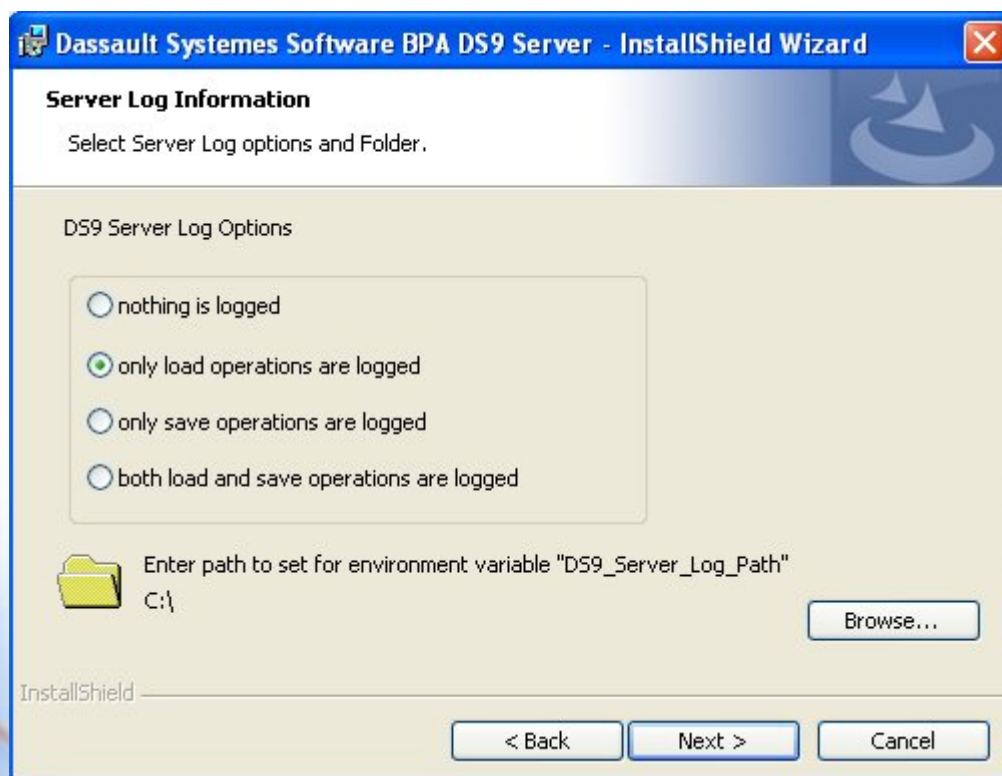 Dassault Systemes Software BPA DS9 Server - InstallShield Wizard
Server Log Information
Select Server Log options and Folder.
DS9 Server Log Options
nothing is logged
only load operations are logged
only save operations are logged
both load and save operations are logged
Enter path to set for environment variable "DS9_Server_Log_Path"
C:\
Browse...
InstallShield
< Back Next > Cancel